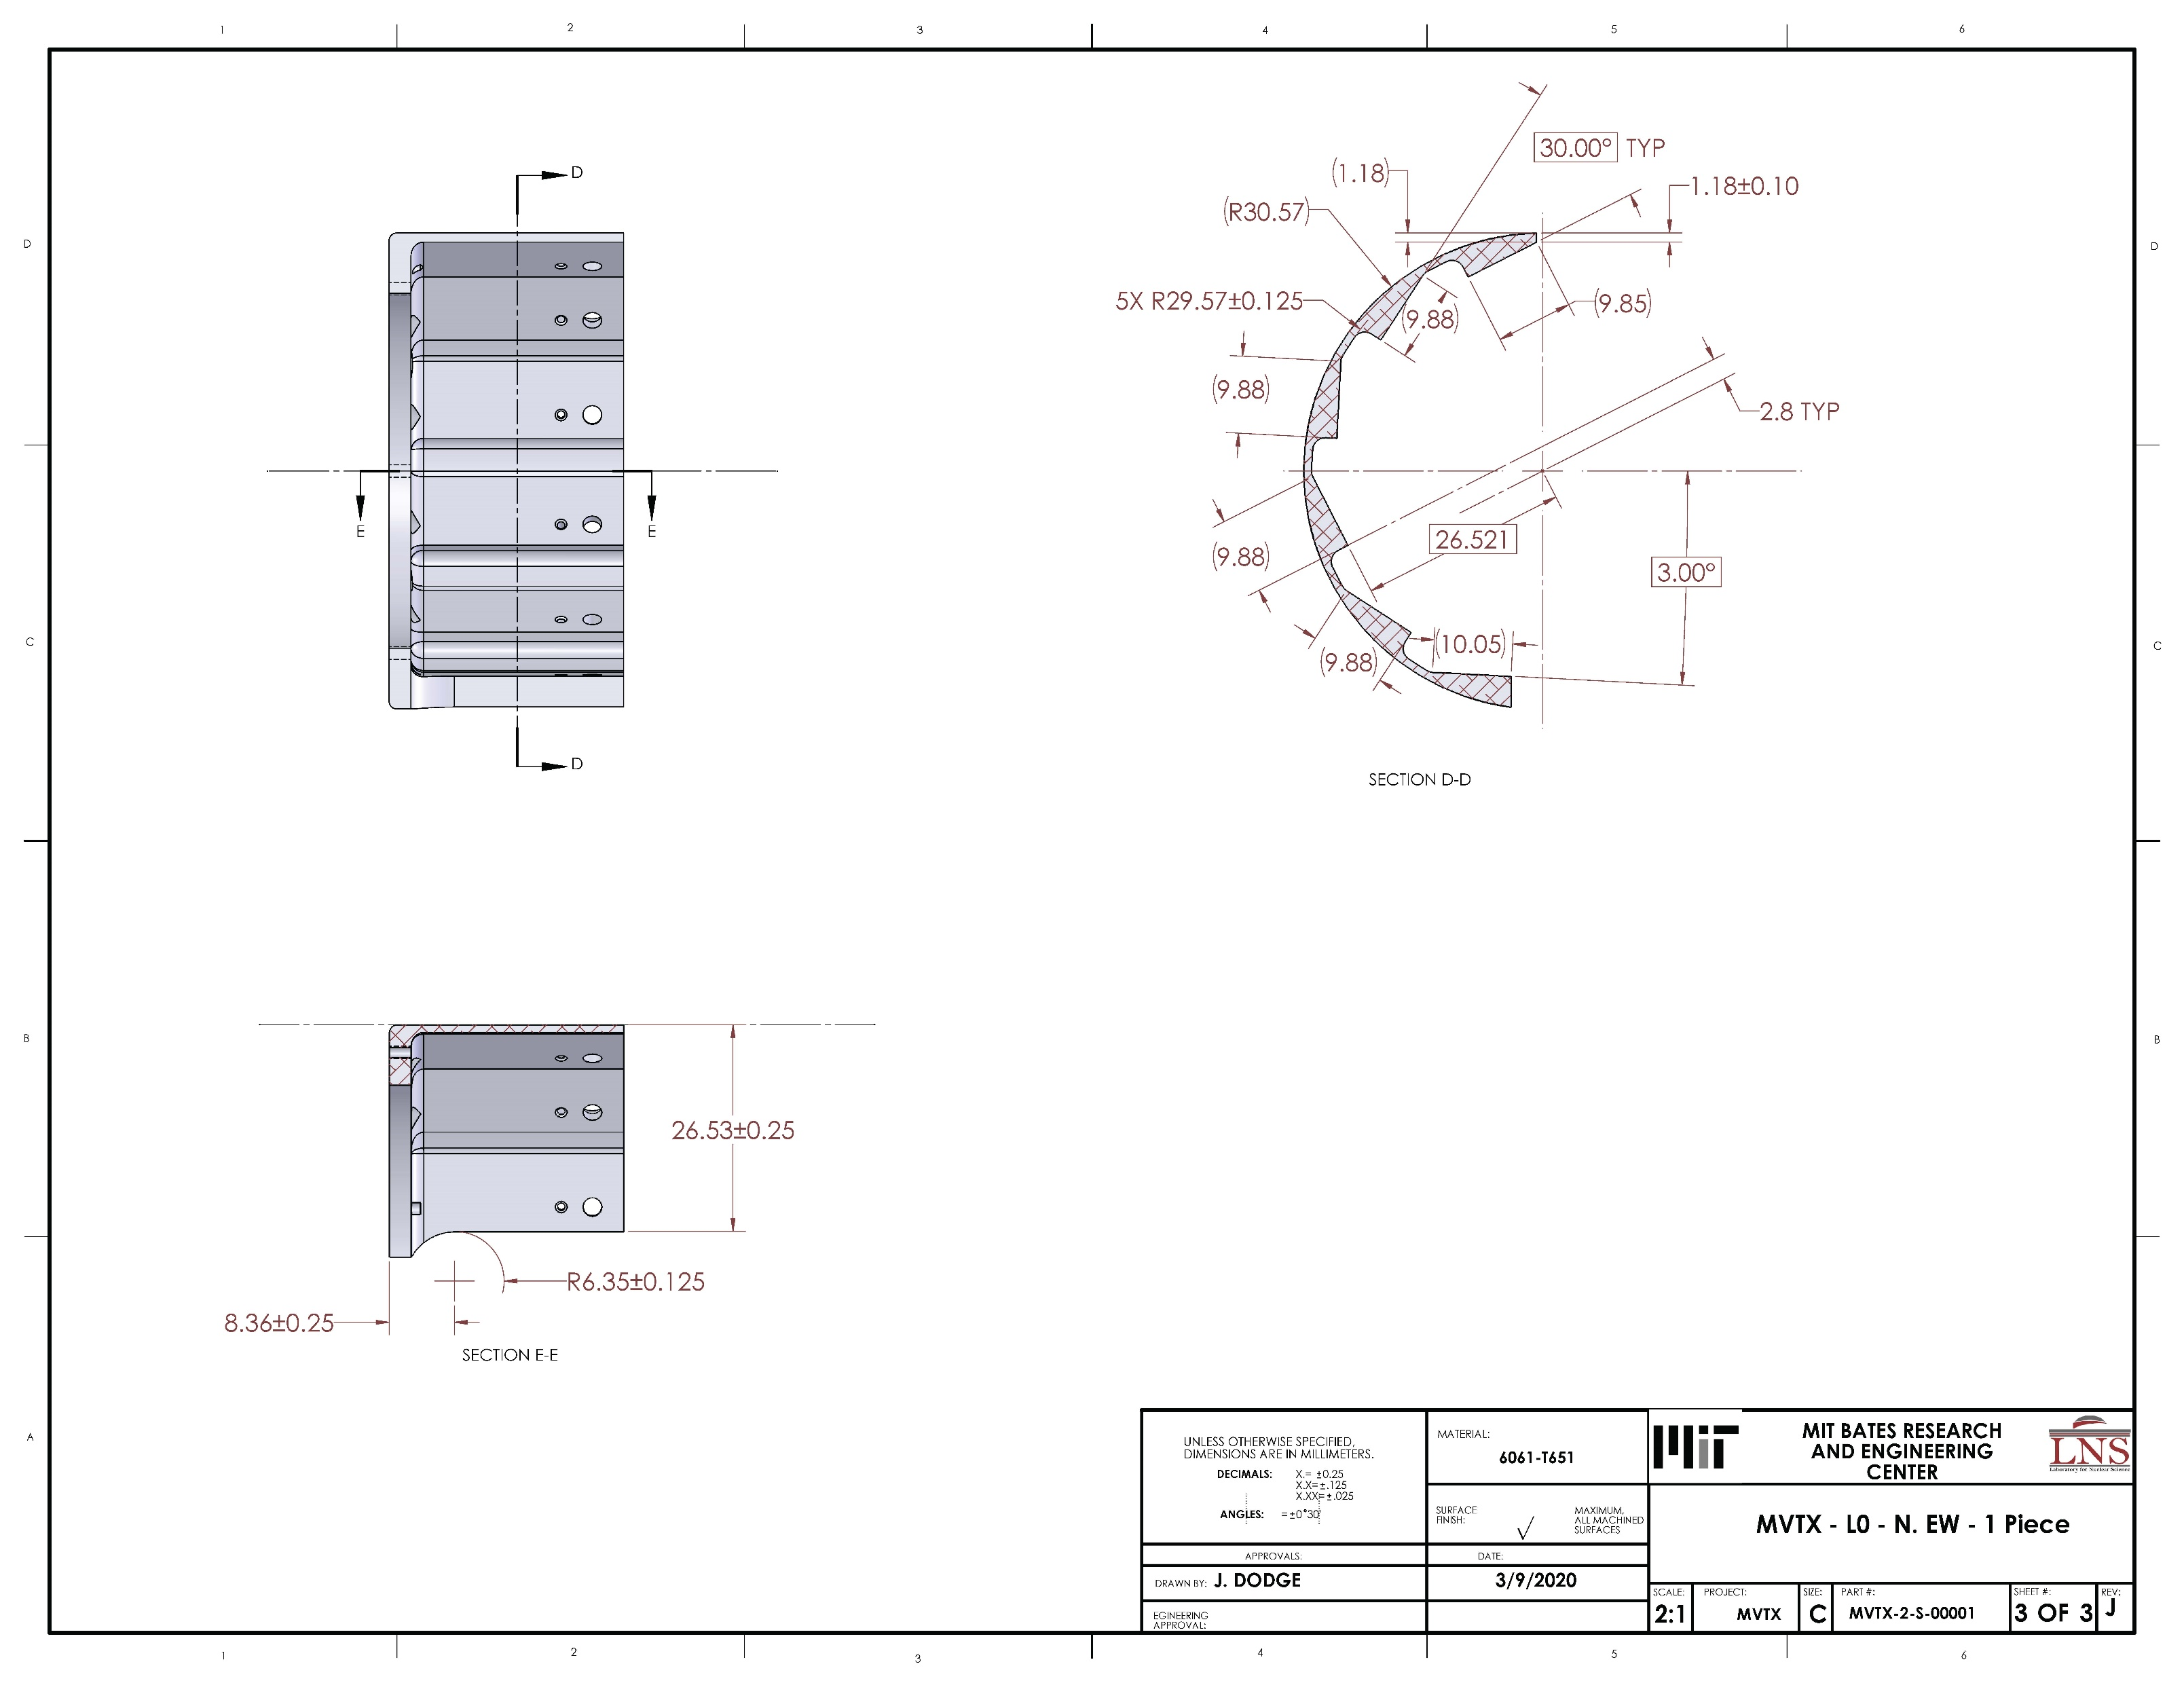 1 2 3 4 5 6
D
D
D
D
E E
D
C
C
30.00° TYP
(1.18)
1.18±0.10
(R30.57)
5X R29.57±0.125
(9.85)
(9.88)
(9.88)
2.8 TYP
26.521
(9.88)
3.00°
(10.05)
(9.88)
SECTION D-D
B
B
26.53±0.25
R6.35±0.125
8.36±0.25
SECTION E-E
A
UNLESS OTHERWISE SPECIFIED,
DIMENSIONS ARE IN MILLIMETERS.
DECIMALS: X.= ±0.25
X.X=±.125
X.XX=±.025
ANGLES: =±0°30'
APPROVALS:
DRAWN BY: J. DODGE
EGINEERING
APPROVAL:
MATERIAL:
6061-T651
SURFACE
FINISH:
MAXIMUM,
ALL MACHINED
SURFACES
DATE:
3/9/2020
MIT
MIT BATES RESEARCH
AND ENGINEERING
CENTER
LNS
Laboratory for Nuclear Science
MVTX - L0 - N. EW - 1 Piece
SCALE: PROJECT: SIZE: PART #: SHEET #: REV:
2:1 MVTX C MVTX-2-S-00001 3 OF 3 J
1 2 3 4 5 6